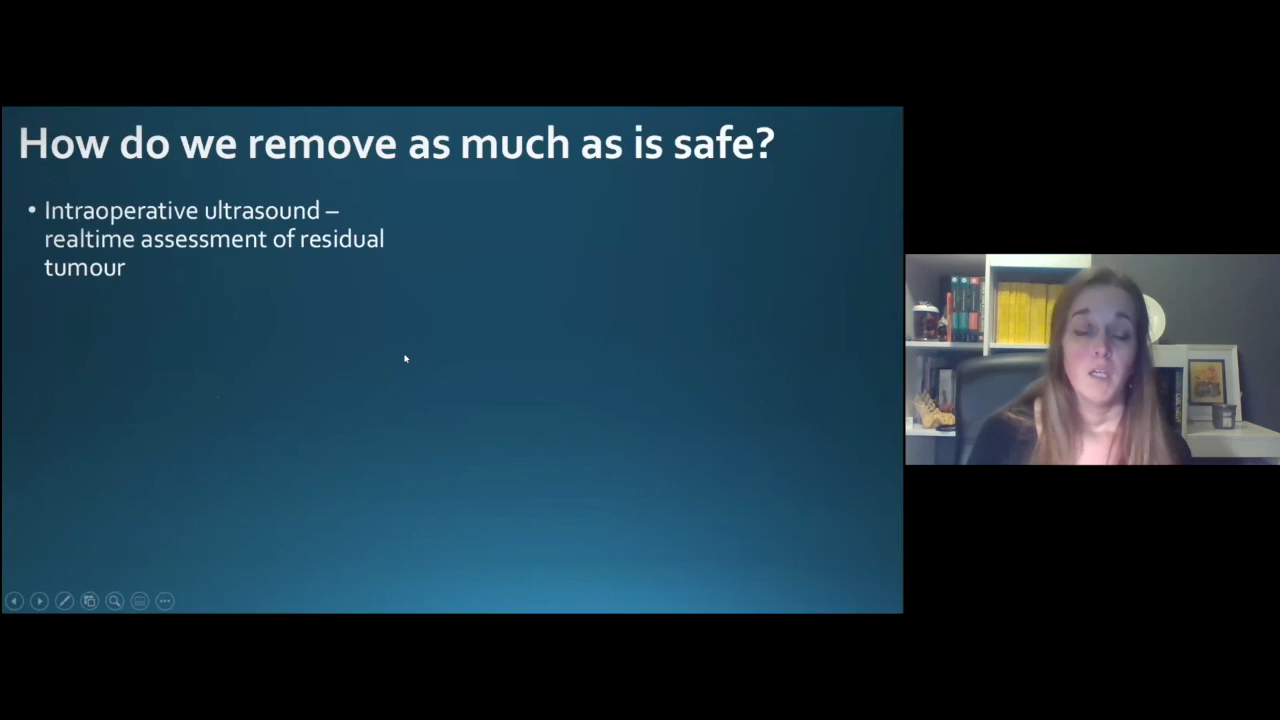 How do we remove as much as is safe?
• Intraoperative ultrasound –
realtime assessment of residual
tumour